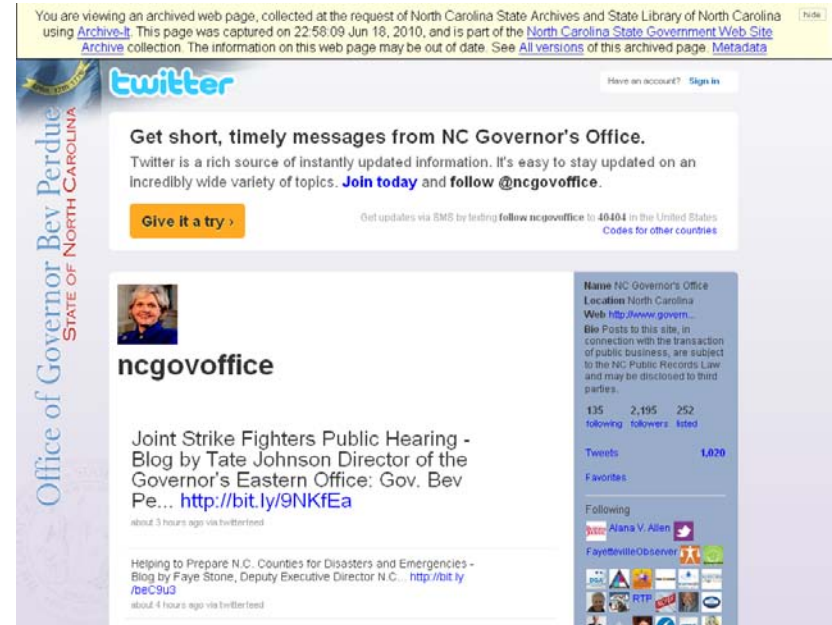 You are viewing an archived web page, collected at the request of North Carolina State Archives and State Library of North Carolina
hide
using Archive-It. This page was captured on 22:58:09 Jun 18, 2010, and is part of the North Carolina State Government Web Site
Archive collection. The information on this web page may be out of date. See All versions of this archived page. Metadata
twitter
Have an account? Sign in
Office of Governor Bev Perdue
STATE OF NORTH CAROLINA
Get short, timely messages from NC Governor's Office.
Twitter is a rich source of instantly updated information. It's easy to stay updated on an
incredibly wide variety of topics. Join today and follow @ncgovoffice.
Give it a try ›
Get updates via SMS by texting follow ncgovoffice to 40404 in the United States
Codes for other countries
ncgovoffice
Joint Strike Fighters Public Hearing -
Blog by Tate Johnson Director of the
Governor's Eastern Office: Gov. Bev
Pe... http://bit.ly/9NKfEa
about 3 hours ago via twitterfeed
Helping to Prepare N.C. Counties for Disasters and Emergencies -
Blog by Faye Stone, Deputy Executive Director N.C... http://bit.ly
/beC9u3
about 4 hours ago via twitterfeed
Name NC Governor's Office
Location North Carolina
Web http://www.govern...
Bio Posts to this site, in
connection with the transaction
of public business, are subject
to the NC Public Records Law
and may be disclosed to third
parties.
135 2,195 252
following followers listed
Tweets 1,020
Favorites
Following
Alana V. Allen
FayettevilleObserver
DGA
RTP